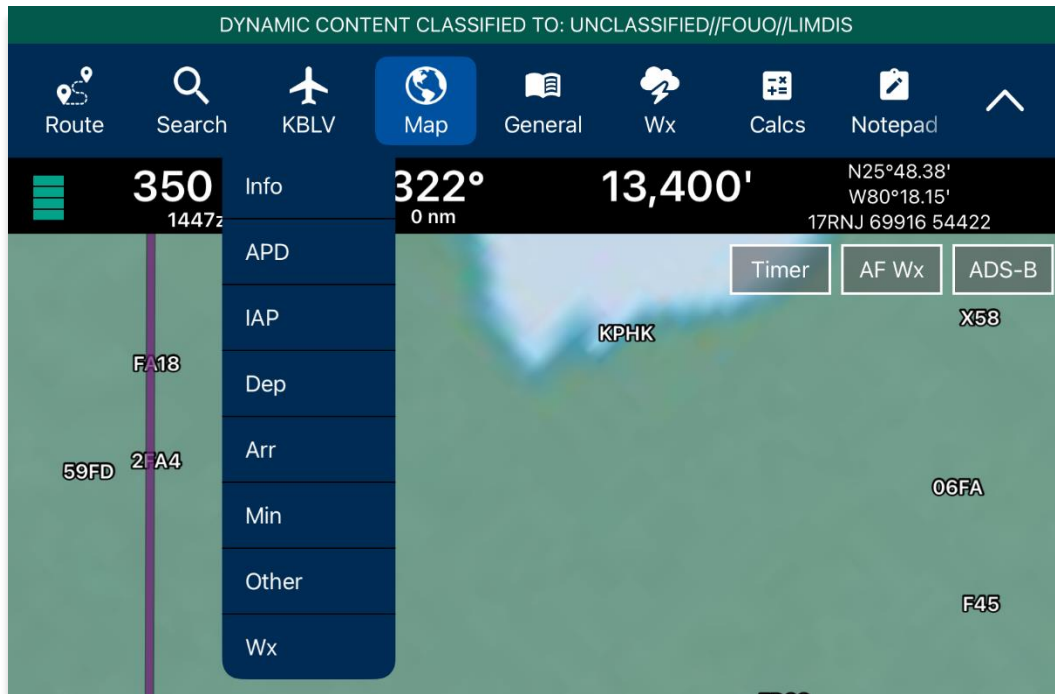 DYNAMIC CONTENT CLASSIFIED TO: UNCLASSIFIED//FOUO//LIMDIS
Route Search KBLV Map General Wx Calcs Notepad
350 322° 13,400' N25°48.38'
1447z 0 nm W80°18.15'
17RNJ 69916 54422
Info
APD
IAP
Dep
Arr
Min
Other
Wx
Timer AF Wx ADS-B
KPHK X58
FA18
59FD 2FA4
06FA
F45